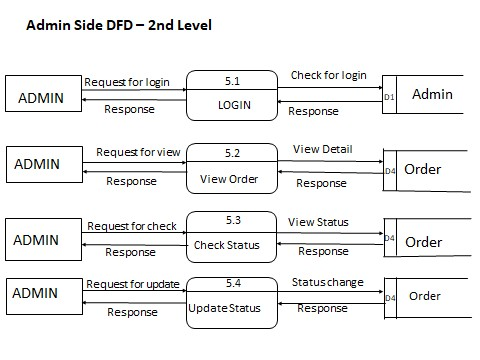 Admin Side DFD – 2nd Level
Request for login
5.1
Check for login
ADMIN
LOGIN
D1
Admin
Response
Response
Request for view
5.2
View Detail
ADMIN
View Order
D4
Order
Response
Response
Request for check
5.3
View Status
ADMIN
Check Status
D4
Order
Response
Response
Request for update
5.4
Status change
ADMIN
Update Status
D4
Order
Response
Response